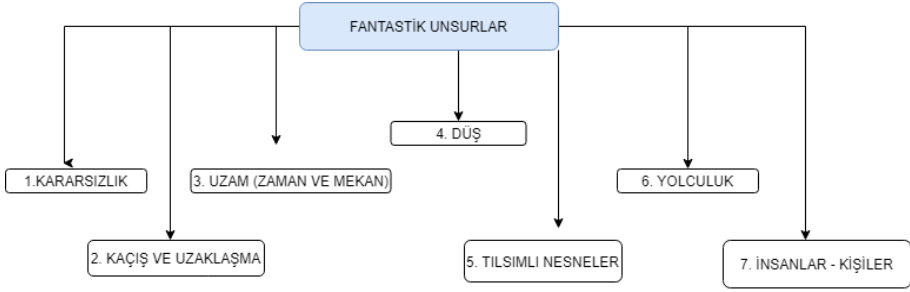 FANTASTİK UNSURLAR
1.KARARSIZLIK
2. KAÇIŞ VE UZAKLAŞMA
3. UZAM (ZAMAN VE MEKAN)
4. DÜŞ
5. TILSIMLI NESNELER
6. YOLCULUK
7. İNSANLAR - KİŞİLER